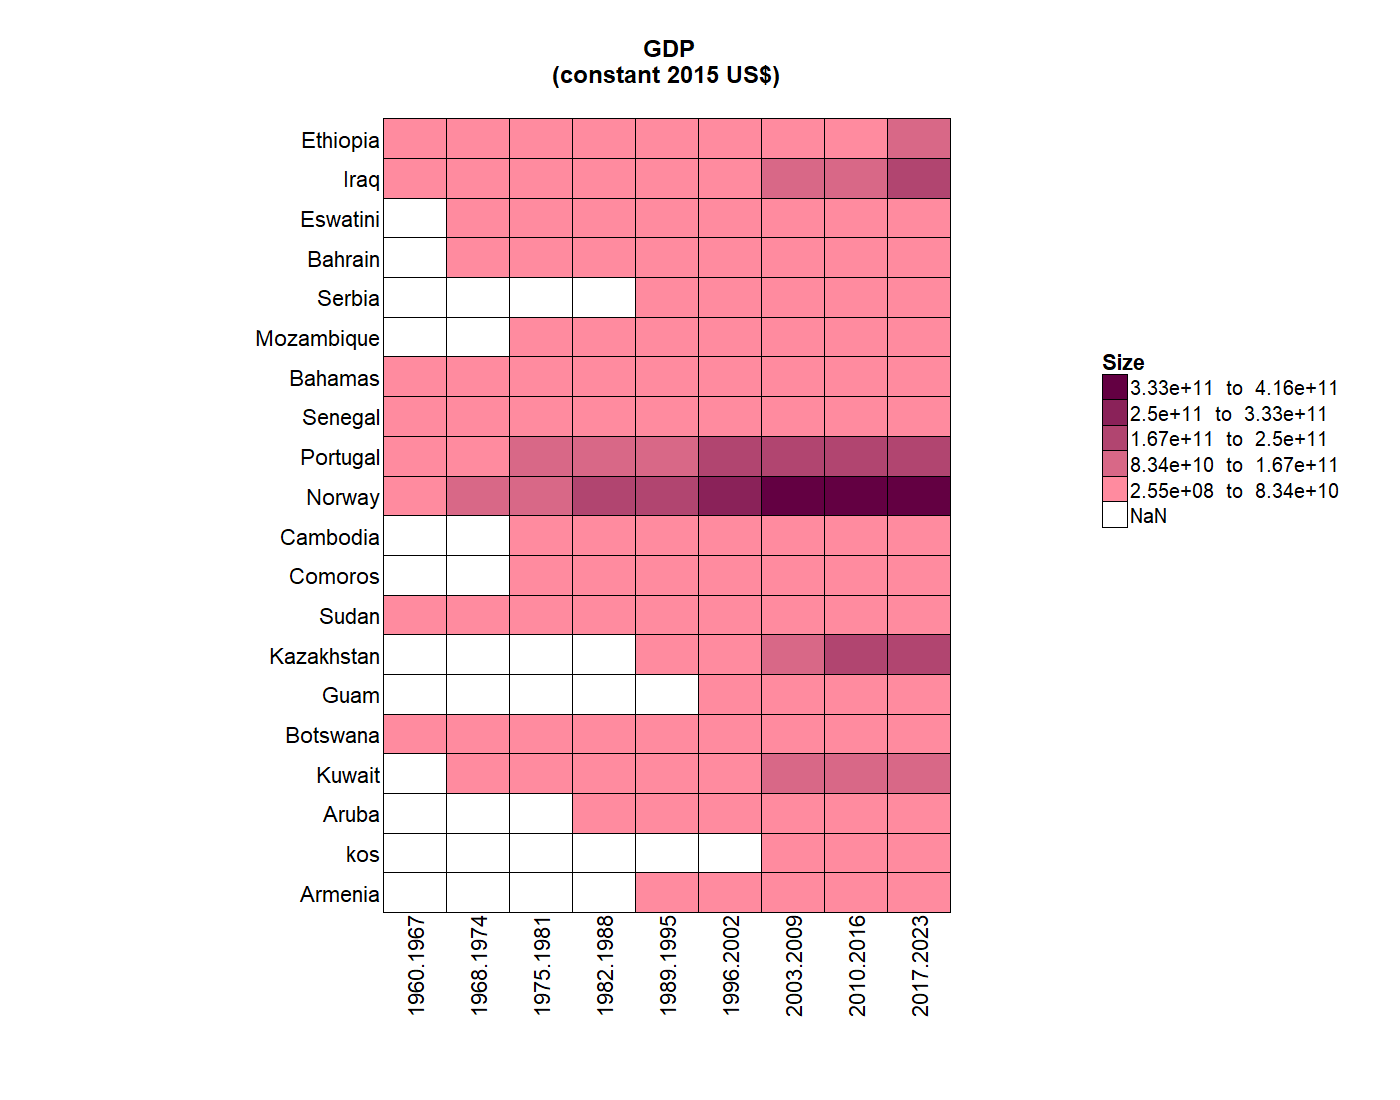 GDP
(constant 2015 US$)
Ethiopia
Iraq
Eswatini
Bahrain
Serbia
Mozambique
Bahamas
Senegal
Portugal
Norway
Cambodia
Comoros
Sudan
Kazakhstan
Guam
Botswana
Kuwait
Aruba
kos
Armenia
1960.1967
1968.1974
1975.1981
1982.1988
1989.1995
1996.2002
2003.2009
2010.2016
2017.2023
Size
3.33e+11 to 4.16e+11
2.5e+11 to 3.33e+11
1.67e+11 to 2.5e+11
8.34e+10 to 1.67e+11
2.55e+08 to 8.34e+10
NaN